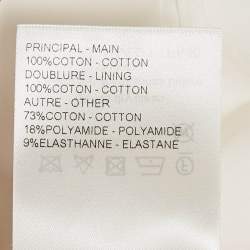 PRINCIPAL - MAIN
100%COTON - COTTON
DOUBLURE - LINING
100%COTON - COTTON
AUTRE - OTHER
73%COTON - COTTON
18%POLYAMIDE - POLYAMIDE
9%ELASTHANNE - ELASTANE